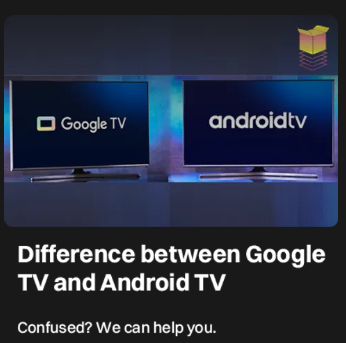 Google TV
androidtv
Difference between Google
TV and Android TV
Confused? We can help you.